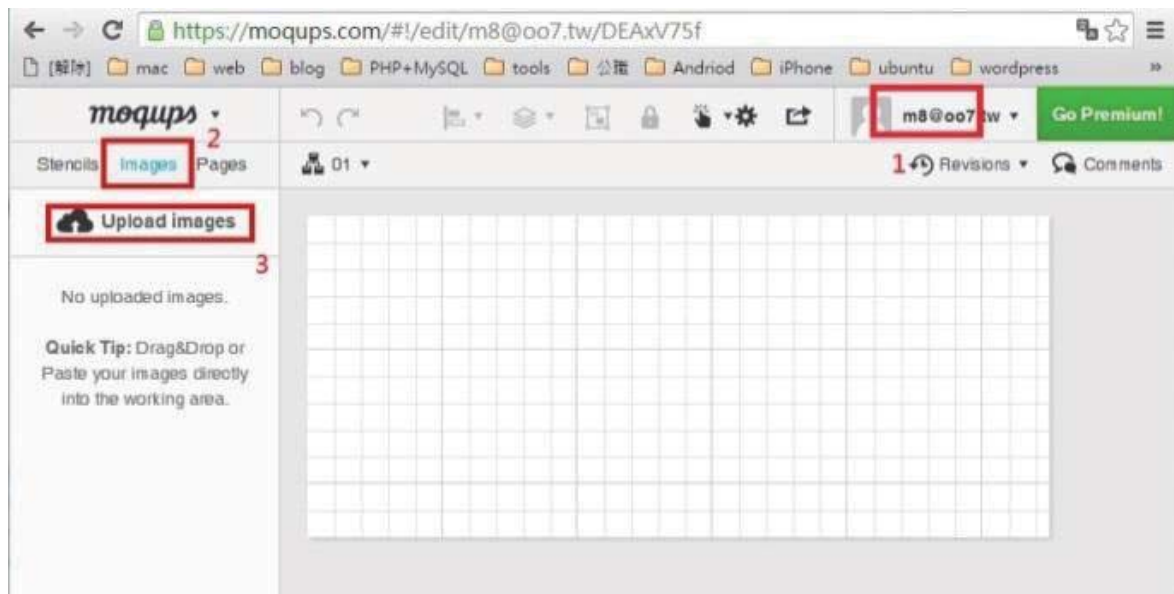 https://moqups.com/#!/edit/m8@oo7.tw/DEAxV75f
[解除] mac web blog PHP+MySQL tools Andriod iPhone ubuntu wordpress »
moqups m8@oo7.tw Go Premium!
2
Stencils Images Pages 01 1 Revisions Comments
Upload images
3
No uploaded images.
Quick Tip: Drag&Drop or
Paste your images directly
into the working area.